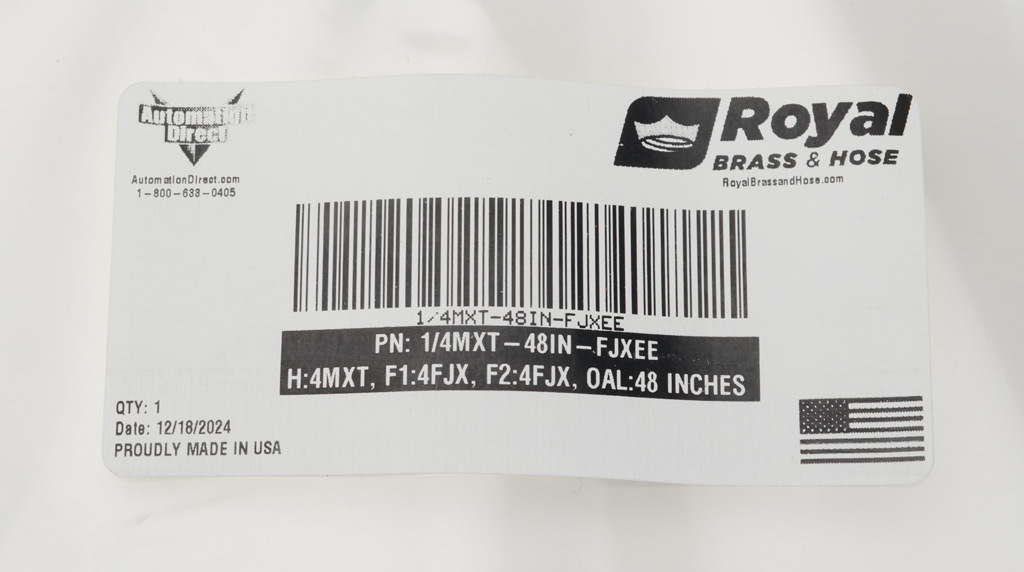 Automation
Direct
AutomationDirect.com
1-800-633-0405
Royal
BRASS & HOSE
RoyalBrassandHose.com
1/4MXT-48IN-FJXEE
PN: 1/4MXT-48IN-FJXEE
H:4MXT, F1:4FJX, F2:4FJX, OAL:48 INCHES
QTY: 1
Date: 12/18/2024
PROUDLY MADE IN USA